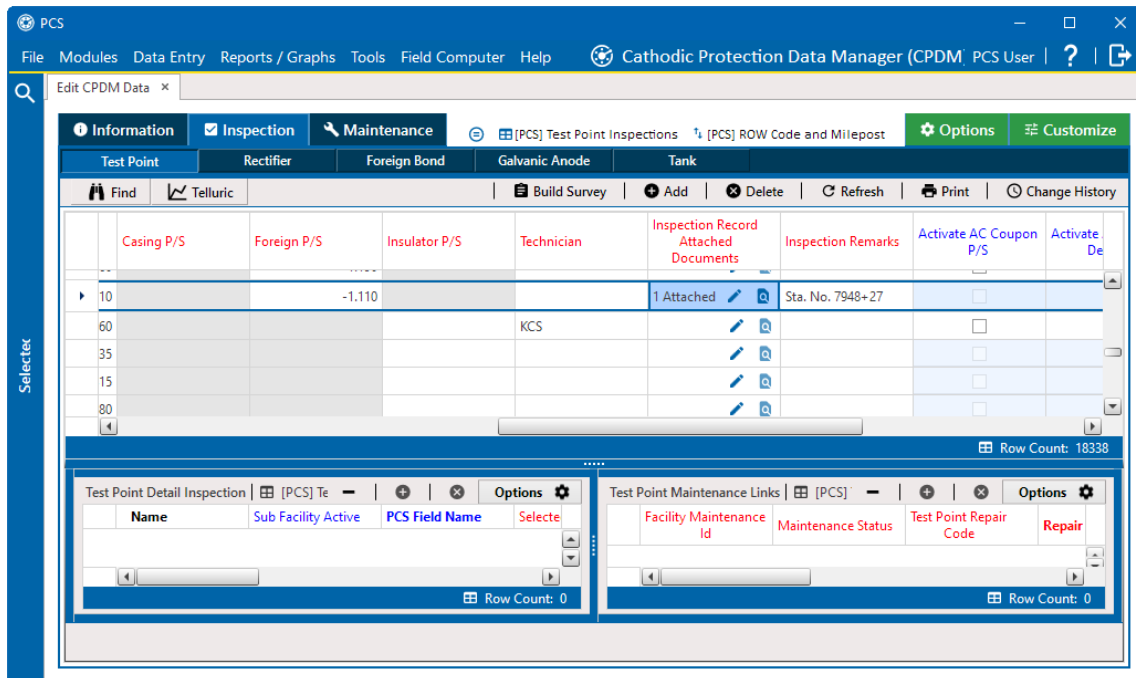 PCS
File Modules Data Entry Reports / Graphs Tools Field Computer Help Cathodic Protection Data Manager (CPDM) PCS User | ? |
Edit CPDM Data ×
Information Inspection Maintenance [PCS] Test Point Inspections [PCS] ROW Code and Milepost Options Customize
Test Point Rectifier Foreign Bond Galvanic Anode Tank
Find Telluric | Build Survey | Add | Delete | Refresh | Print | Change History
Casing P/S Foreign P/S Insulator P/S Technician Inspection Record Attached Documents Inspection Remarks Activate AC Coupon P/S Activate De
10 -1.110 1 Attached Sta. No. 7948+27
60 KCS
35
15
80
Row Count: 18338
Selected
Test Point Detail Inspection | [PCS] Te | Options
Name Sub Facility Active PCS Field Name Selecte
Row Count: 0
Test Point Maintenance Links | [PCS] | Options
Facility Maintenance Id Maintenance Status Test Point Repair Code Repair
Row Count: 0